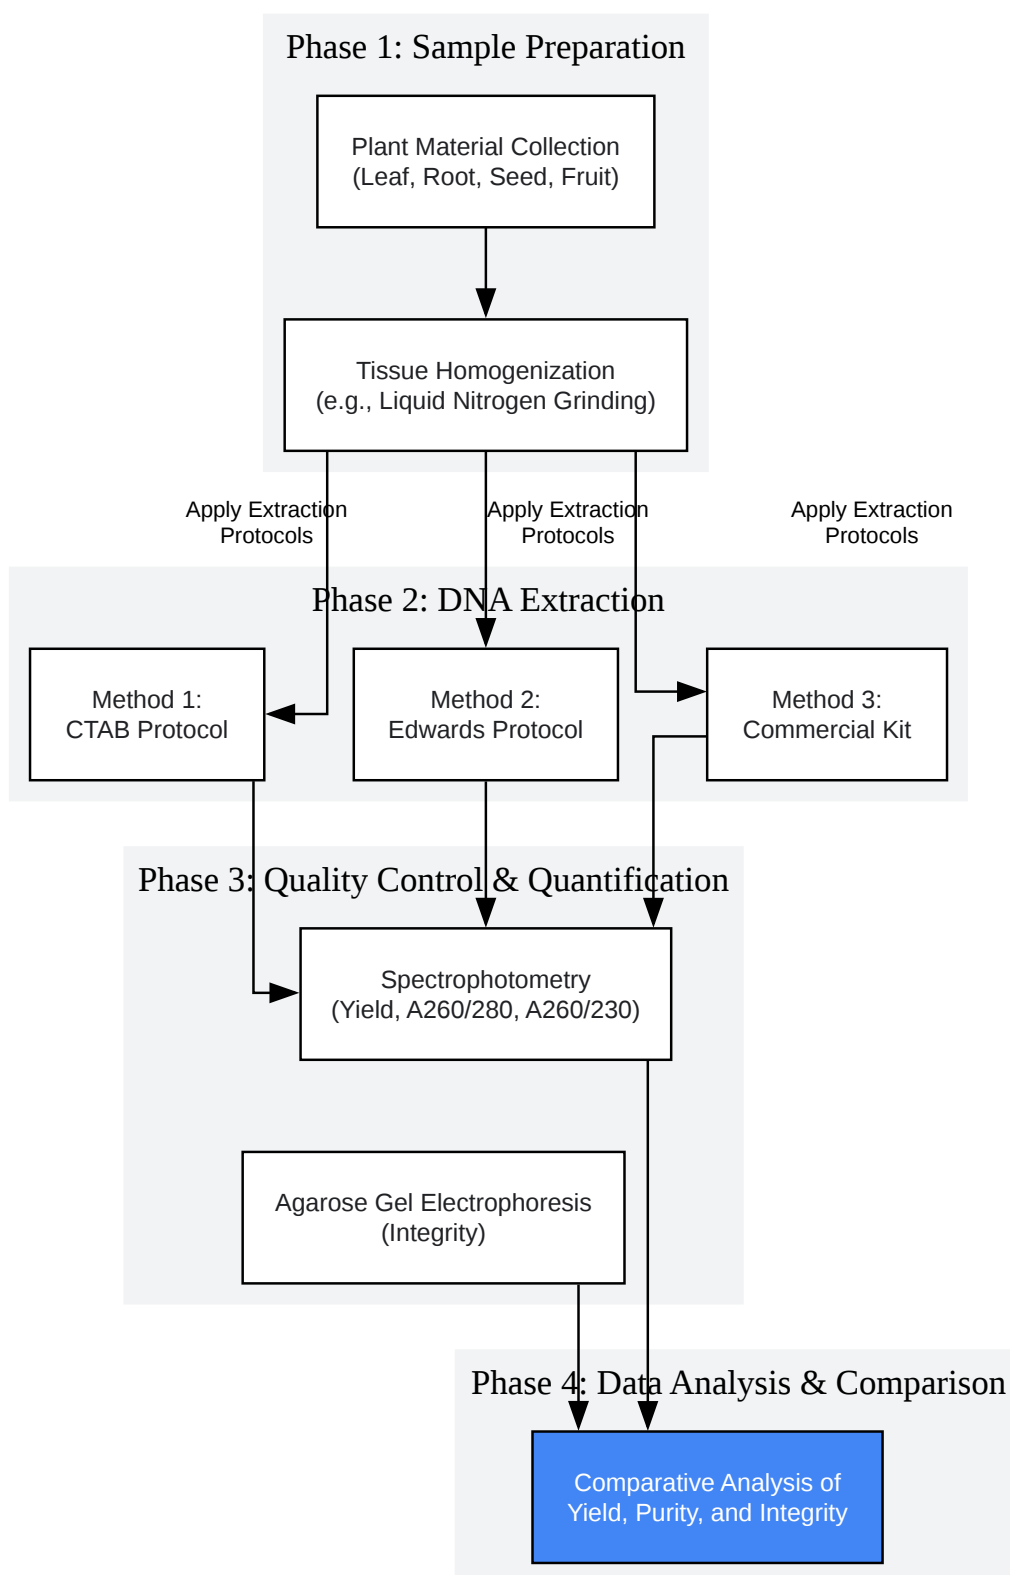 Phase 1: Sample Preparation
Plant Material Collection
(Leaf, Root, Seed, Fruit)
Tissue Homogenization
(e.g., Liquid Nitrogen Grinding)
Apply Extraction
Protocols
Apply Extraction
Protocols
Apply Extraction
Protocols
Phase 2: DNA Extraction
Method 1:
CTAB Protocol
Method 2:
Edwards Protocol
Method 3:
Commercial Kit
Phase 3: Quality Control & Quantification
Spectrophotometry
(Yield, A260/280, A260/230)
Agarose Gel Electrophoresis
(Integrity)
Phase 4: Data Analysis & Comparison
Comparative Analysis of
Yield, Purity, and Integrity